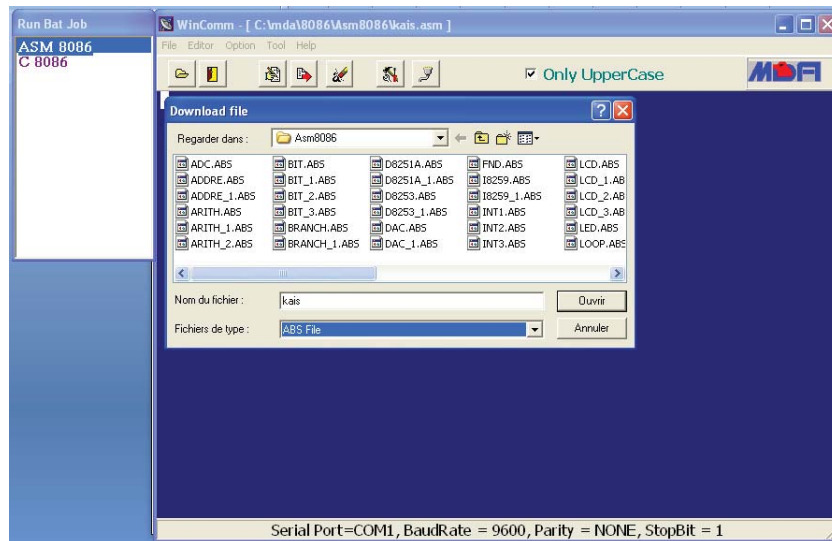 Run Bat Job
ASM 8086
C 8086
WinComm - [ C:\mda\8086\Asm8086\kais.asm ]
File Editor Option Tool Help
Only UpperCase
MDA
Download file
Regarder dans :
Asm8086
ADC.ABS
ADDRE.ABS
ADDRE_1.ABS
ARITH.ABS
ARITH_1.ABS
ARITH_2.ABS
BIT.ABS
BIT_1.ABS
BIT_2.ABS
BIT_3.ABS
BRANCH.ABS
BRANCH_1.ABS
D8251A.ABS
D8251A_1.ABS
D8253.ABS
D8253_1.ABS
DAC.ABS
DAC_1.ABS
FND.ABS
I8259.ABS
I8259_1.ABS
INT1.ABS
INT2.ABS
INT3.ABS
LCD.ABS
LCD_1.AB
LCD_2.AB
LCD_3.AB
LED.ABS
LOOP.ABS
Nom du fichier :
kais
Ouvrir
Fichiers de type :
ABS File
Annuler
Serial Port=COM1, BaudRate = 9600, Parity = NONE, StopBit = 1